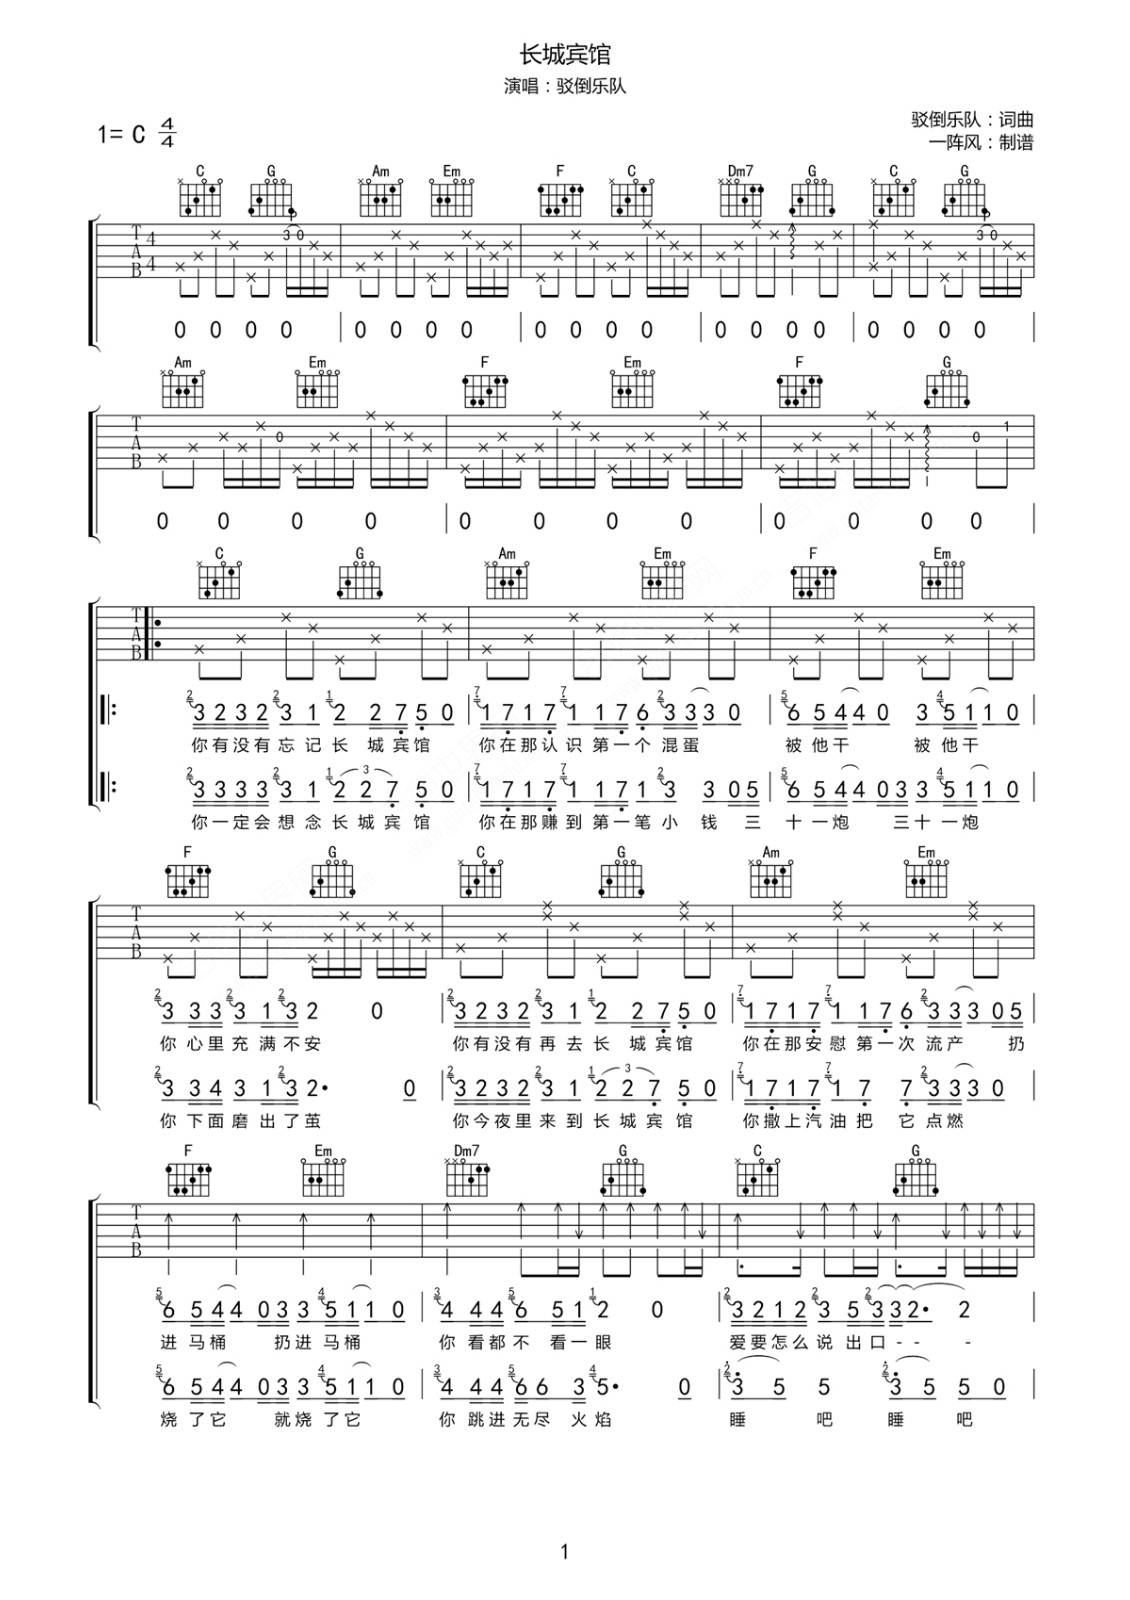 长城宾馆
演唱：驳倒乐队
1= C 4/4
驳倒乐队：词曲
一阵风：制谱
C G Am Em F C Dm7 G C G
T A B 4 4 3 0 3 0
0 0 0 0 0 0 0 0 0 0 0 0 0 0 0 0 0 0 0 0
Am Em F Em F G
T A B 0 0 1
0 0 0 0 0 0 0 0 0 0 0 0
C G Am Em F Em
T A B
3 2 3 2 3 1 2 2 7 5 0 1 7 1 7 1 1 7 6 3 3 3 0 6 5 4 4 0 3 5 1 1 0
你有没有忘记长 城宾馆 你在那认识第一个混蛋 被他干 被他干
3 3 3 3 3 1 2 2 7 5 0 1 7 1 7 1 1 7 1 3 3 0 5 6 5 4 4 0 3 3 5 1 1 0
你一定会想念长城宾馆 你在那赚到第一笔小 钱 三 十一炮 三十一炮
F G C G Am Em
T A B
3 3 3 3 1 3 2 0 3 2 3 2 3 1 2 2 7 5 0 1 7 1 7 1 1 7 6 3 3 3 0 5
你心里充满不安 你有没有再去长 城宾馆 你在那安慰第一次流产 扔
3 3 4 3 1 3 2• 0 3 3 3 3 3 1 2 2 7 5 0 1 7 1 7 1 7 7 3 3 3 0
你下面磨出了茧 你今夜里来到长城宾馆 你撒上汽油把 它点燃
F Em Dm7 G C G
T A B
6 5 4 4 0 3 3 5 1 1 0 4 4 4 6 5 1 2 0 3 2 1 2 3 5 3 3 2• 2
进马桶 扔进马桶 你看都不看一眼 爱要怎么说出口- - -
6 5 4 4 0 3 3 5 1 1 0 4 4 4 6 6 3 5• 0 3 5 5 3 5 5 0
烧了它 就烧了它 你跳进无尽火焰 睡 吧 睡 吧
1